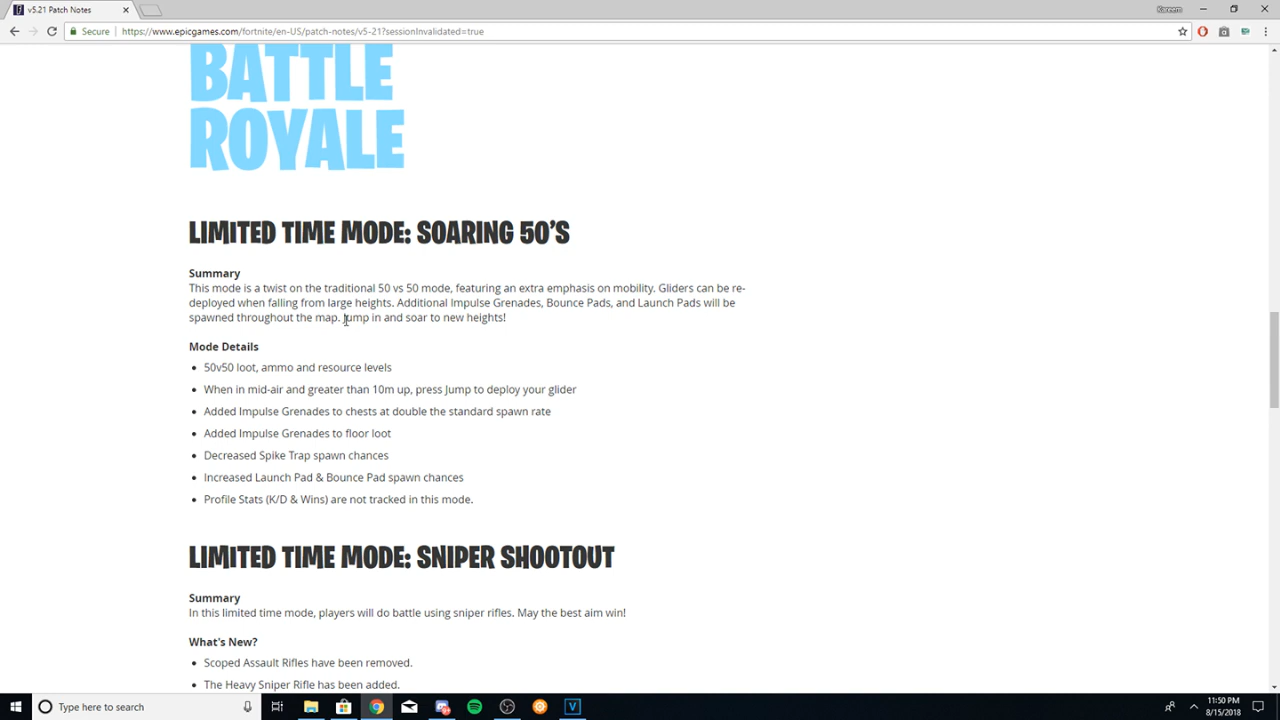 v5.21 Patch Notes
Kareem
Secure
https://www.epicgames.com/fortnite/en-US/patch-notes/v5-21?sessionInvalidated=true
BATTLE
ROYALE
LIMITED TIME MODE: SOARING 50'S
Summary
This mode is a twist on the traditional 50 vs 50 mode, featuring an extra emphasis on mobility. Gliders can be re-
deployed when falling from large heights. Additional Impulse Grenades, Bounce Pads, and Launch Pads will be
spawned throughout the map. Jump in and soar to new heights!
Mode Details
• 50v50 loot, ammo and resource levels
• When in mid-air and greater than 10m up, press Jump to deploy your glider
• Added Impulse Grenades to chests at double the standard spawn rate
• Added Impulse Grenades to floor loot
• Decreased Spike Trap spawn chances
• Increased Launch Pad & Bounce Pad spawn chances
• Profile Stats (K/D & Wins) are not tracked in this mode.
LIMITED TIME MODE: SNIPER SHOOTOUT
Summary
In this limited time mode, players will do battle using sniper rifles. May the best aim win!
What's New?
• Scoped Assault Rifles have been removed.
• The Heavy Sniper Rifle has been added.
Type here to search
11:50 PM
8/15/2018